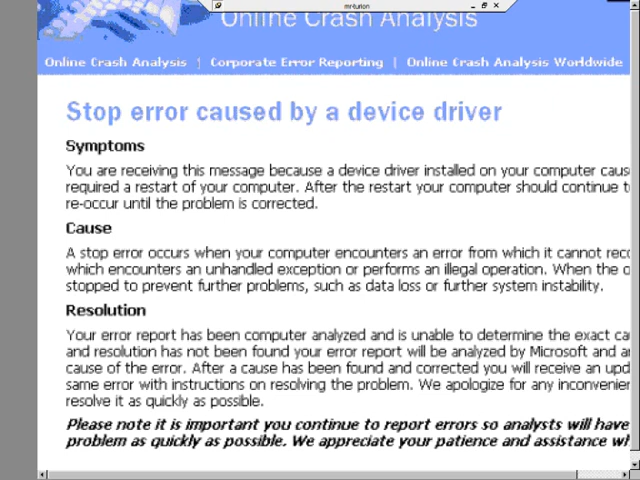 mrturion
Online Crash Analysis
Online Crash Analysis | Corporate Error Reporting | Online Crash Analysis Worldwide
Stop error caused by a device driver
Symptoms
You are receiving this message because a device driver installed on your computer caus
required a restart of your computer. After the restart your computer should continue t
re-occur until the problem is corrected.
Cause
A stop error occurs when your computer encounters an error from which it cannot reco
which encounters an unhandled exception or performs an illegal operation. When the o
stopped to prevent further problems, such as data loss or further system instability.
Resolution
Your error report has been computer analyzed and is unable to determine the exact ca
and resolution has not been found your error report will be analyzed by Microsoft and a
cause of the error. After a cause has been found and corrected you will receive an upd
same error with instructions on resolving the problem. We apologize for any inconvenier
resolve it as quickly as possible.
Please note it is important you continue to report errors so analysts will have
problem as quickly as possible. We appreciate your patience and assistance wh